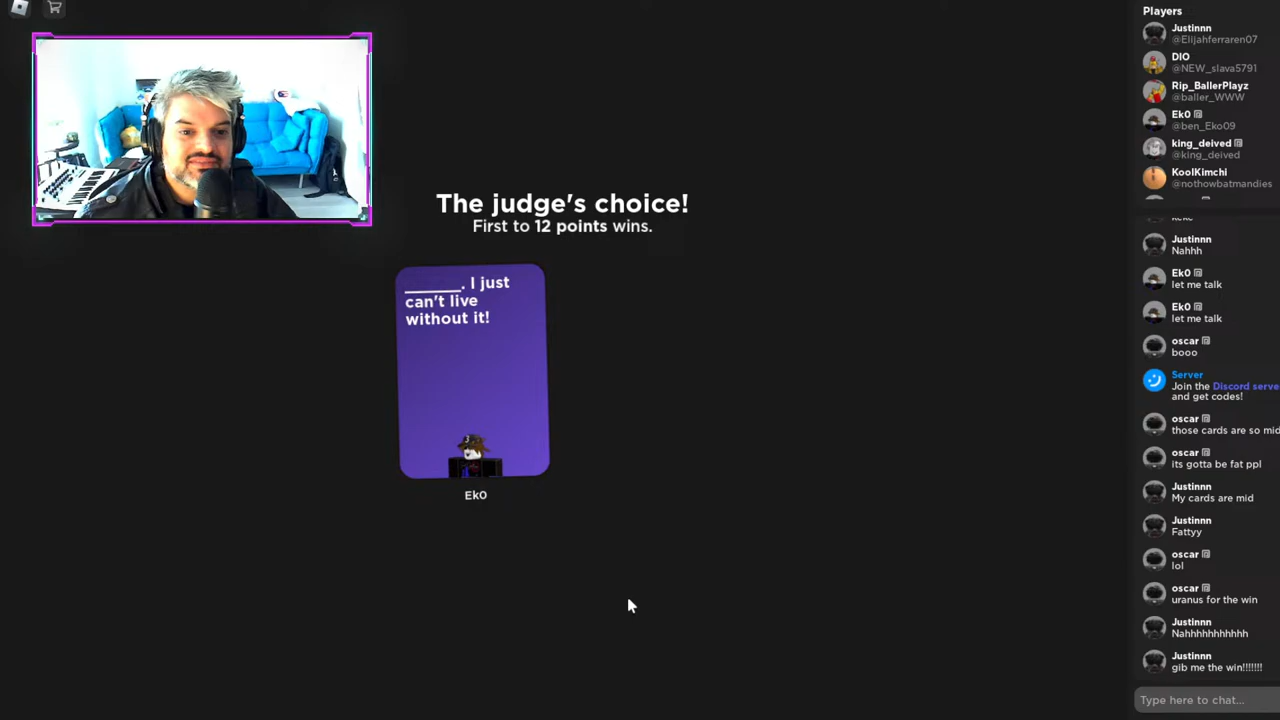 The judge's choice!
First to 12 points wins.
______. I just
can't live
without it!
Ek0
Players
Justinnn
@Elijahferraren07
DIO
@NEW_slava5791
Rip_BallerPlayz
@baller_WWW
Ek0
@ben_Eko09
king_deived
@king_deived
KoolKimchi
@nothowbatmandies
Justinnn
Nahhh
Ek0
let me talk
Ek0
let me talk
oscar
booo
Server
Join the Discord serve
and get codes!
oscar
those cards are so mid
oscar
its gotta be fat ppl
Justinnn
My cards are mid
Justinnn
Fattyy
oscar
lol
oscar
uranus for the win
Justinnn
Nahhhhhhhhhhh
Justinnn
gib me the win!!!!!!!
Type here to chat...